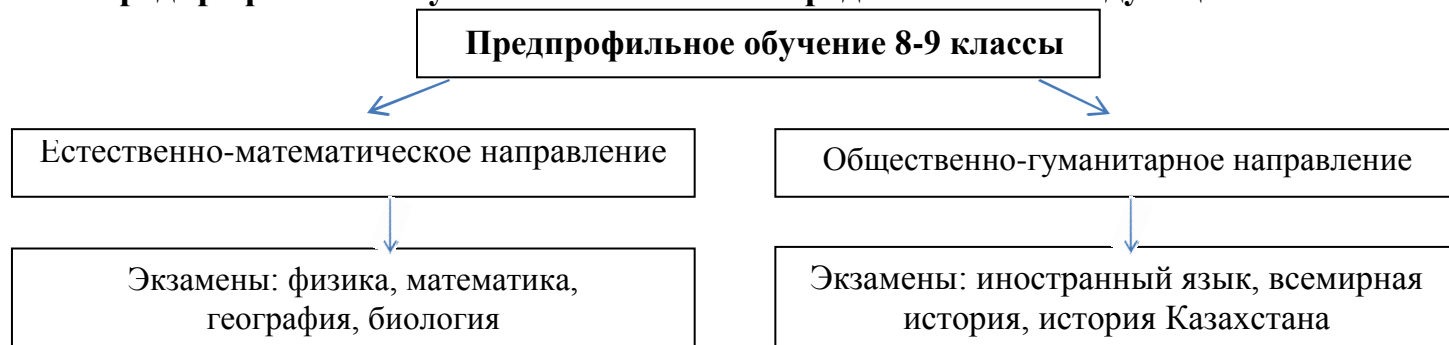 Предпрофильное обучение 8-9 классы
Естественно-математическое направление
Общественно-гуманитарное направление
Экзамены: физика, математика,
география, биология
Экзамены: иностранный язык, всемирная
история, история Казахстана